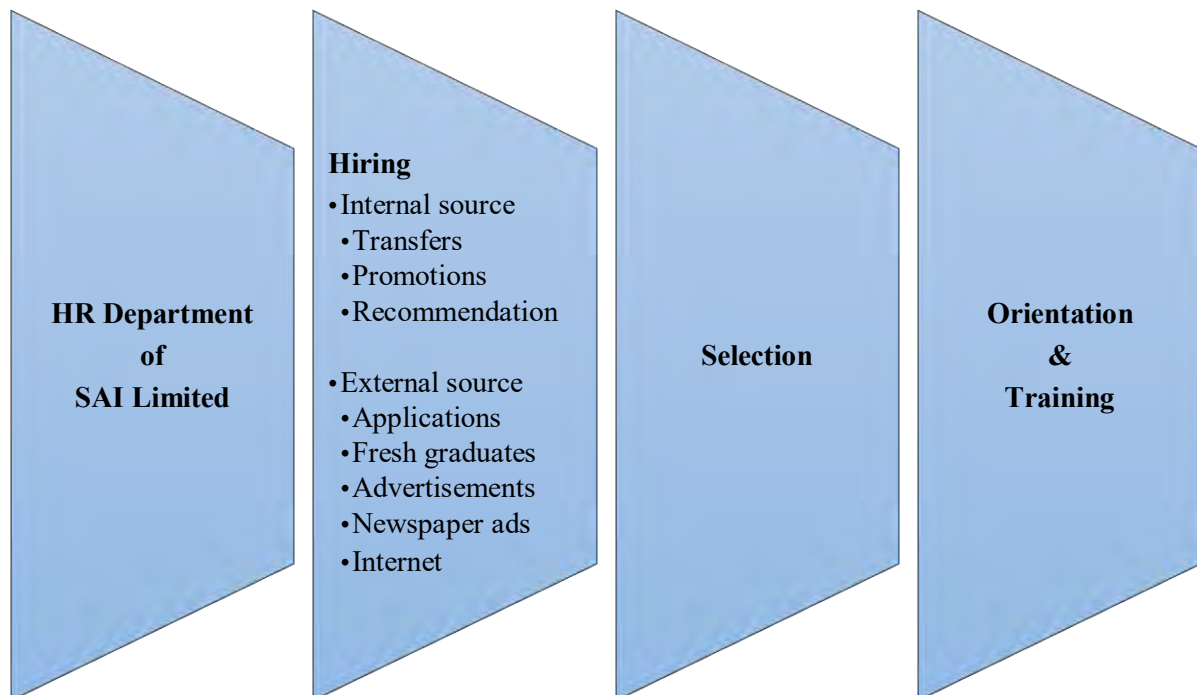 HR Department
of
SAI Limited
Hiring
•Internal source
•Transfers
•Promotions
•Recommendation
•External source
•Applications
•Fresh graduates
•Advertisements
•Newspaper ads
•Internet
Selection
Orientation
&
Training